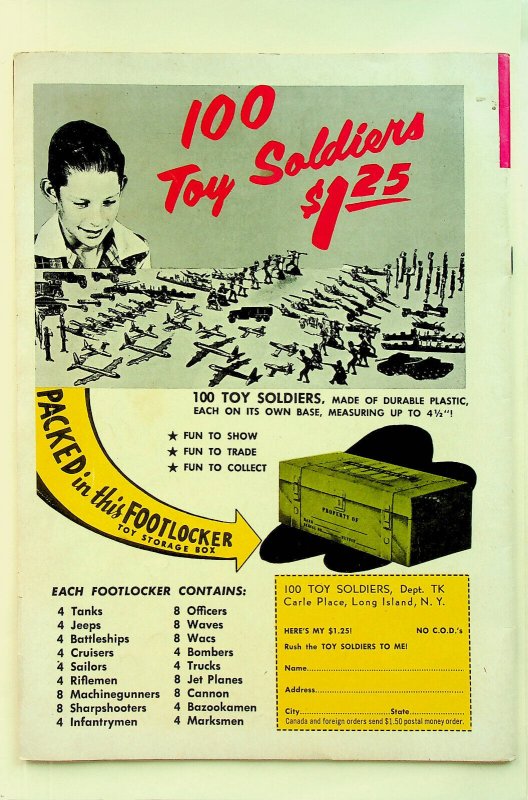 100
Toy Soldiers
$1.25
100 TOY SOLDIERS, MADE OF DURABLE PLASTIC,
EACH ON ITS OWN BASE, MEASURING UP TO 4½"!
★ FUN TO SHOW
★ FUN TO TRADE
★ FUN TO COLLECT
PACKED in this FOOTLOCKER
TOY STORAGE BOX
PROPERTY OF
EACH FOOTLOCKER CONTAINS:
4 Tanks
4 Jeeps
4 Battleships
4 Cruisers
4 Sailors
4 Riflemen
8 Machinegunners
8 Sharpshooters
4 Infantrymen
8 Officers
8 Waves
8 Wacs
4 Bombers
4 Trucks
8 Jet Planes
8 Cannon
4 Bazookamen
4 Marksmen
100 TOY SOLDIERS, Dept. TK
Carle Place, Long Island, N. Y.
HERE'S MY $1.25! NO C.O.D.'s
Rush the TOY SOLDIERS TO ME!
Name
Address
City State
Canada and foreign orders send $1.50 postal money order.